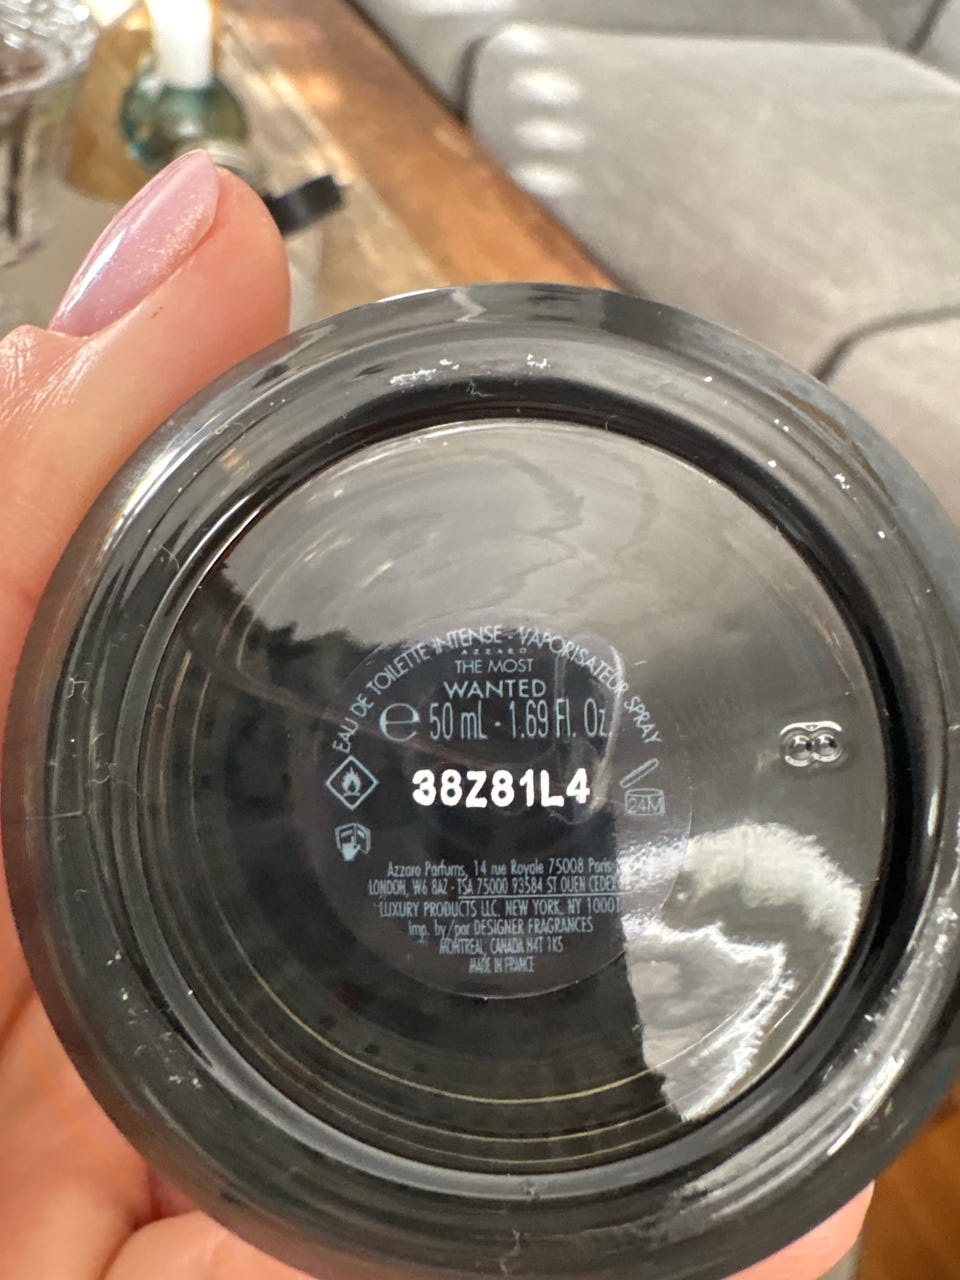 EAU DE TOILETTE INTENSE - VAPORISATEUR SPRAY
AZZARO
THE MOST
WANTED
e 50 mL - 1.69 Fl. Oz.
38Z81L4
24M
Azzaro Parfums, 14 rue Royale 75008 Paris
LONDON, W6 8AZ - TSA 75000 93584 ST OUEN CEDEX
LUXURY PRODUCTS LLC, NEW YORK, NY 10001
Imp. by/par DESIGNER FRAGRANCES
MONTREAL, CANADA H4T 1K5
MADE IN FRANCE
8